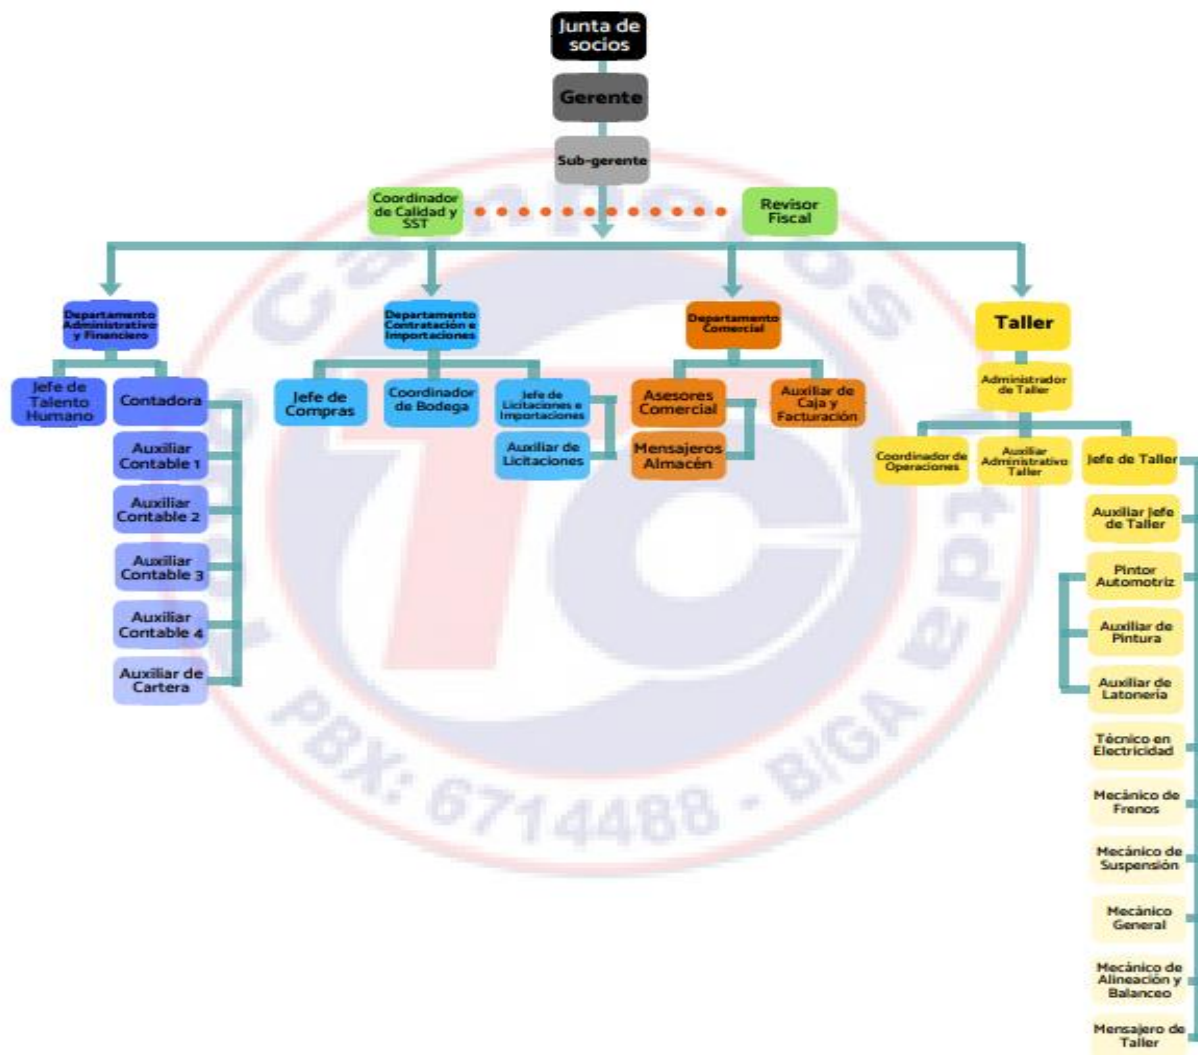 Junta de
socios
Gerente
Sub-gerente
Coordinador
de Calidad y
SST
Revisor
Fiscal
Departamento
Administrativo
y Financiero
Departamento
Contratación e
Importaciones
Departamento
Comercial
Taller
Jefe de
Talento
Humano
Contadora
Auxiliar
Contable 1
Auxiliar
Contable 2
Auxiliar
Contable 3
Auxiliar
Contable 4
Auxiliar de
Cartera
Jefe de
Compras
Coordinador
de Bodega
Jefe de
Licitaciones e
Importaciones
Auxiliar de
Licitaciones
Asesores
Comercial
Mensajeros
Almacén
Auxiliar de
Caja y
Facturación
Administrador
de Taller
Coordinador de
Operaciones
Auxiliar
Administrativo
Taller
Jefe de Taller
Auxiliar Jefe
de Taller
Pintor
Automotriz
Auxiliar de
Pintura
Auxiliar de
Latonería
Técnico en
Electricidad
Mecánico de
Frenos
Mecánico de
Suspensión
Mecánico
General
Mecánico de
Alineación y
Balanceo
Mensajero de
Taller
TC
PBX: 6714488 - B/GA